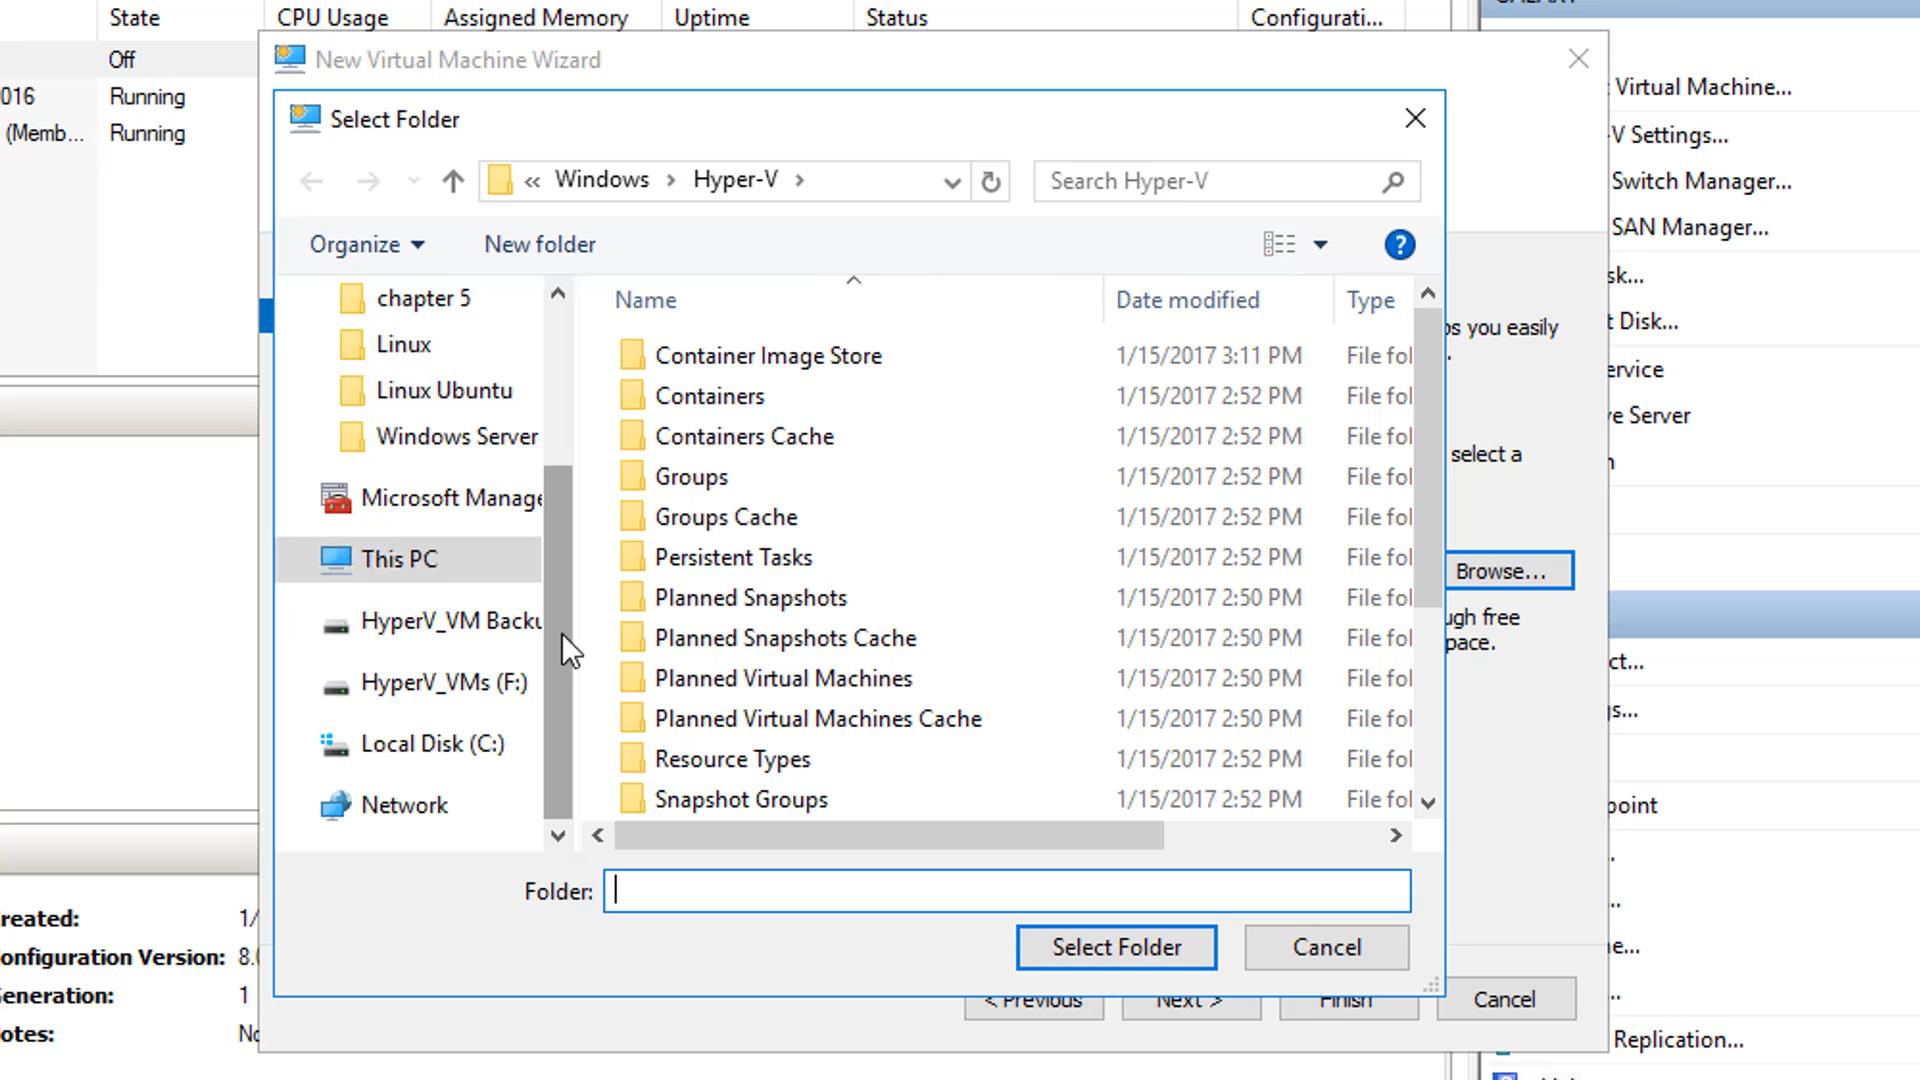 State CPU Usage Assigned Memory Uptime Status Configurati...
Off
016 Running
(Memb... Running
New Virtual Machine Wizard
Select Folder
« Windows > Hyper-V >
Search Hyper-V
Organize
New folder
chapter 5
Linux
Linux Ubuntu
Windows Server
Microsoft Manage
This PC
HyperV_VM Backu
HyperV_VMs (F:)
Local Disk (C:)
Network
Name Date modified Type
Container Image Store 1/15/2017 3:11 PM File fol
Containers 1/15/2017 2:52 PM File fol
Containers Cache 1/15/2017 2:52 PM File fol
Groups 1/15/2017 2:52 PM File fol
Groups Cache 1/15/2017 2:52 PM File fol
Persistent Tasks 1/15/2017 2:52 PM File fol
Planned Snapshots 1/15/2017 2:50 PM File fol
Planned Snapshots Cache 1/15/2017 2:50 PM File fol
Planned Virtual Machines 1/15/2017 2:50 PM File fol
Planned Virtual Machines Cache 1/15/2017 2:50 PM File fol
Resource Types 1/15/2017 2:52 PM File fol
Snapshot Groups 1/15/2017 2:52 PM File fol
Folder:
Select Folder
Cancel
ps you easily
select a
Browse...
ugh free
pace.
< Previous
Next >
Finish
Cancel
reated: 1/
onfiguration Version: 8.0
eneration: 1
otes: No
Virtual Machine...
-V Settings...
Switch Manager...
SAN Manager...
sk...
t Disk...
ervice
ve Server
n
ct...
s...
point
e...
Replication...